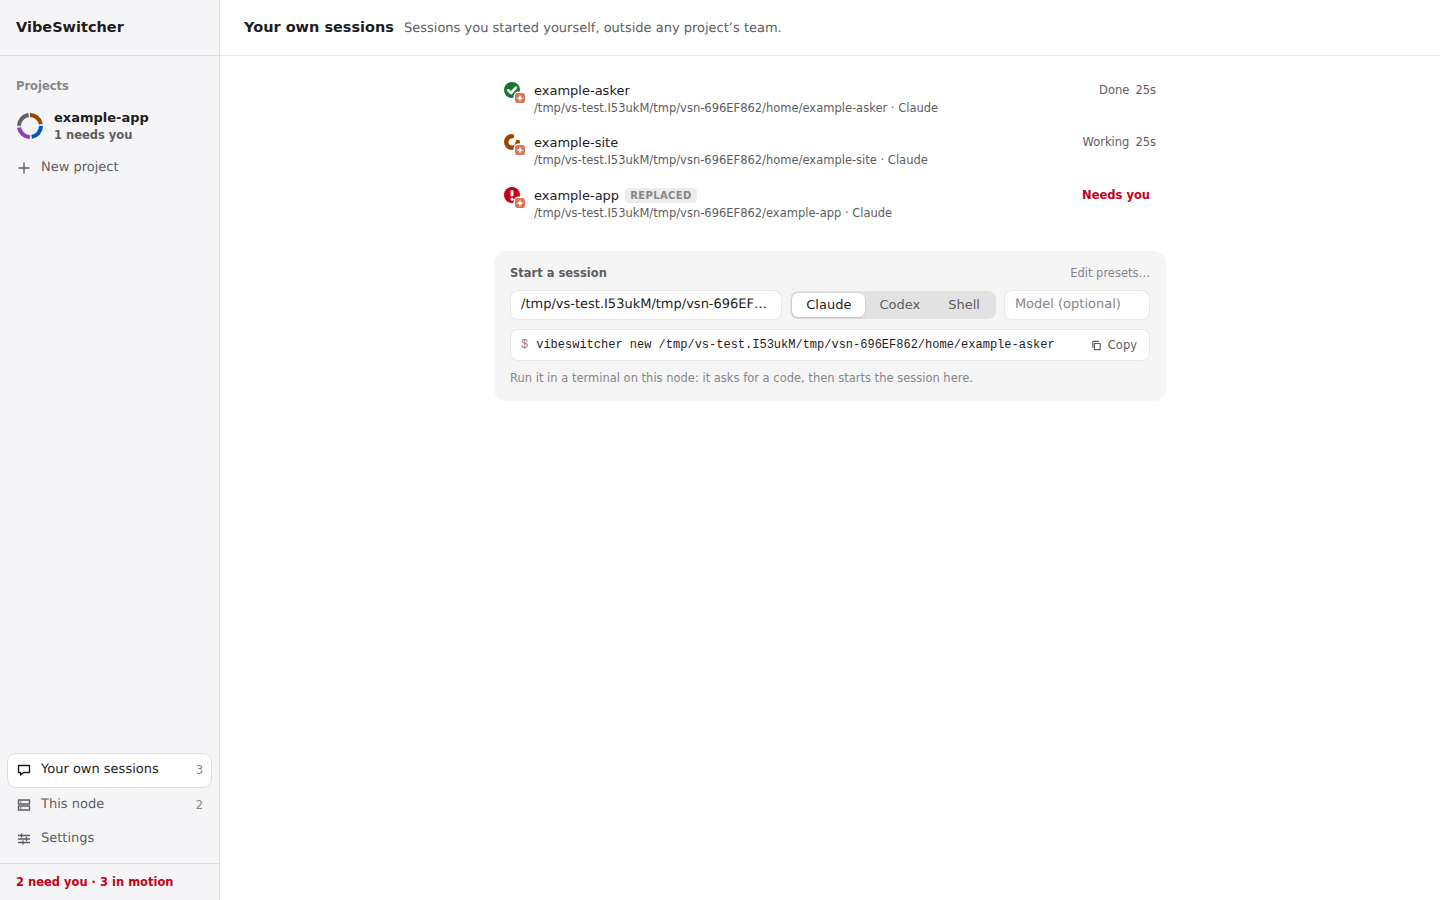 VibeSwitcher
Your own sessions Sessions you started yourself, outside any project’s team.
Projects
example-app
1 needs you
New project
example-asker Done 25s
/tmp/vs-test.I53ukM/tmp/vsn-696EF862/home/example-asker · Claude
example-site Working 25s
/tmp/vs-test.I53ukM/tmp/vsn-696EF862/home/example-site · Claude
example-app REPLACED Needs you
/tmp/vs-test.I53ukM/tmp/vsn-696EF862/example-app · Claude
Start a session Edit presets…
/tmp/vs-test.I53ukM/tmp/vsn-696EF… Claude Codex Shell Model (optional)
$ vibeswitcher new /tmp/vs-test.I53ukM/tmp/vsn-696EF862/home/example-asker Copy
Run it in a terminal on this node: it asks for a code, then starts the session here.
Your own sessions 3
This node 2
Settings
2 need you · 3 in motion